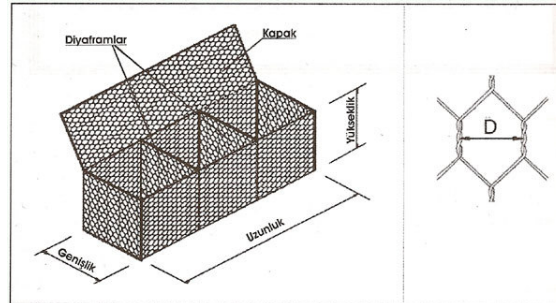 Diyaframlar
Kapak
Yükseklik
D
Uzunluk
Genişlik